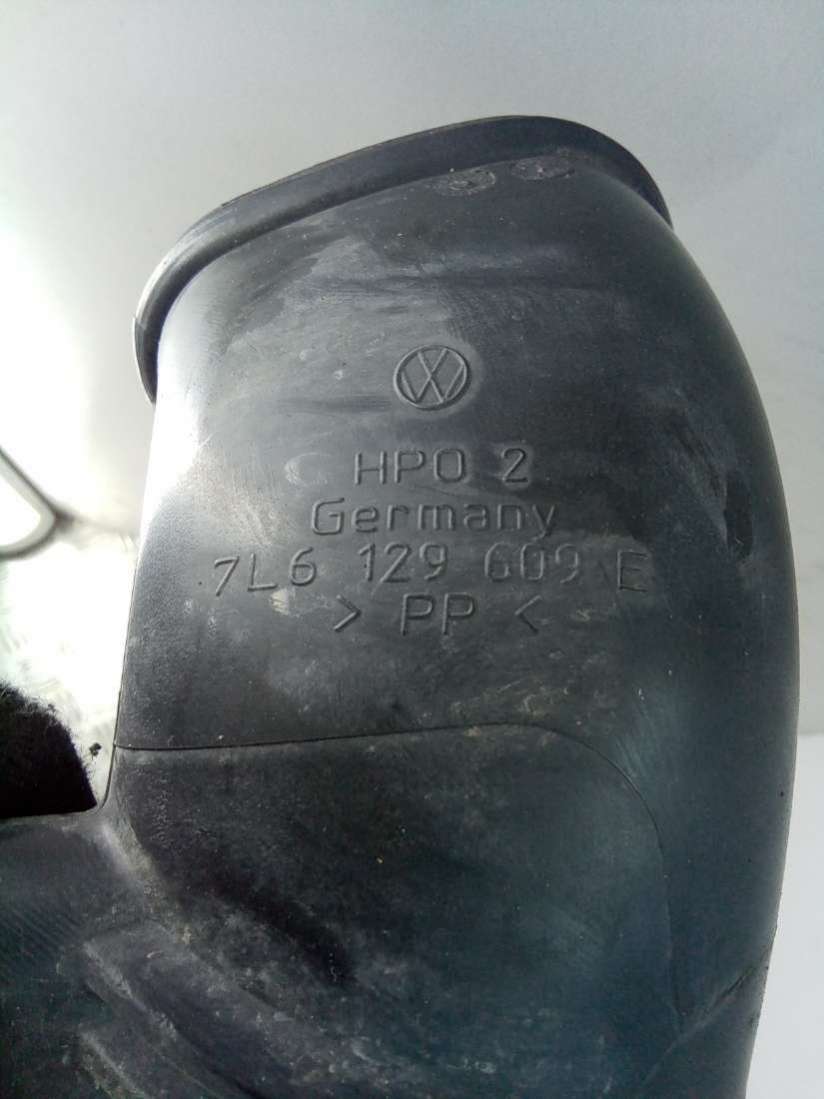 HPO 2
Germany
7L6 129 609 E
> PP <